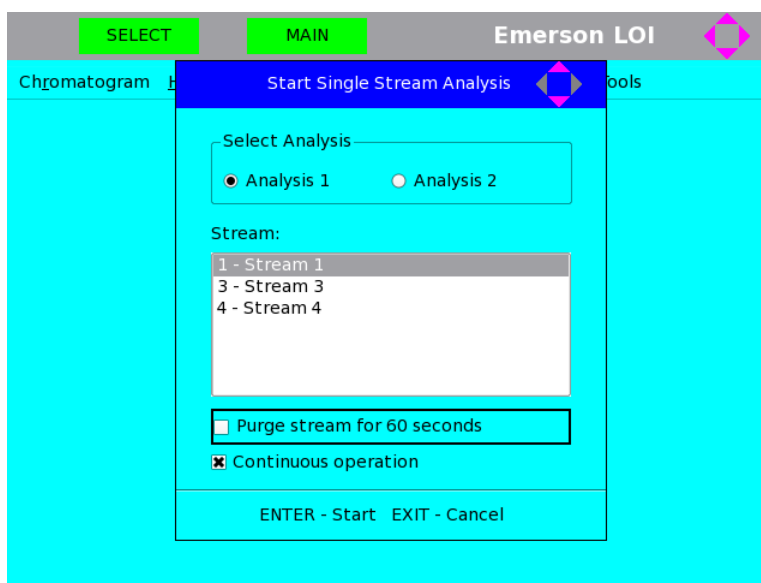 SELECT MAIN Emerson LOI
Chromatogram H
Start Single Stream Analysis
Select Analysis
Analysis 1 Analysis 2
Stream:
1 - Stream 1
3 - Stream 3
4 - Stream 4
Purge stream for 60 seconds
Continuous operation
ENTER - Start EXIT - Cancel